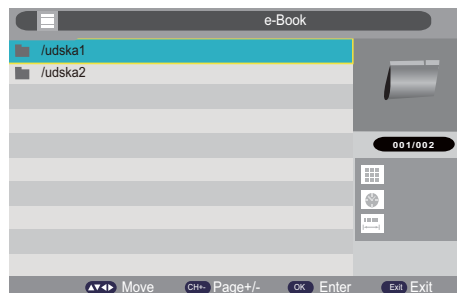 e-Book
/udska1
/udska2
001/002
Move CH+- Page+/- OK Enter Exit Exit